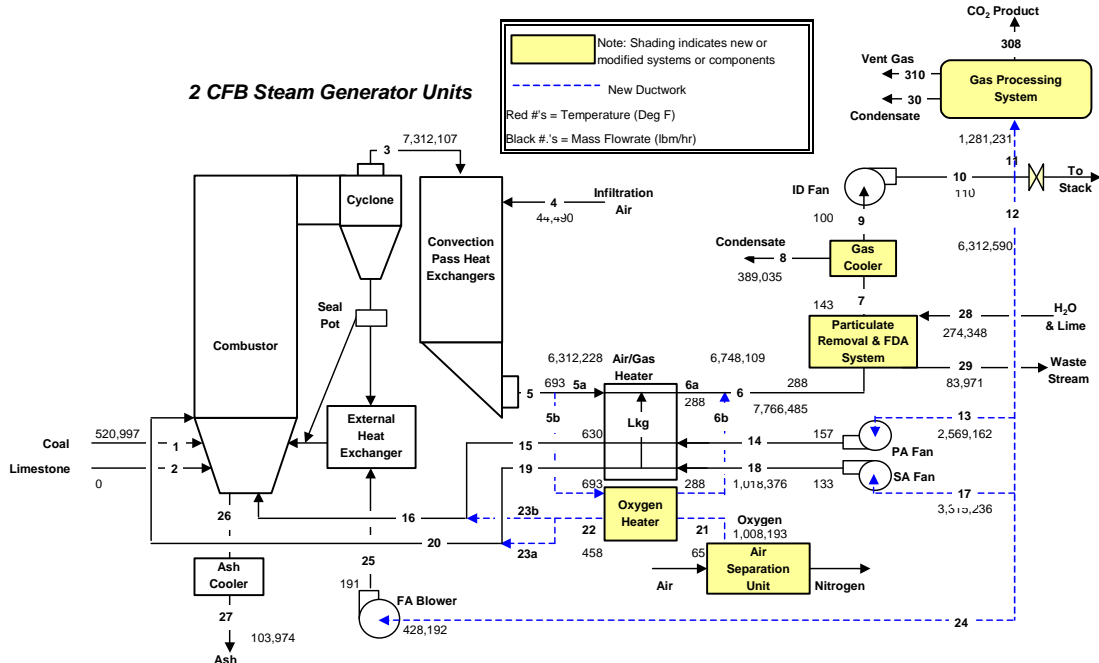 CO2 Product
308
Vent Gas
310
Gas Processing
System
30
Condensate
1,281,231
Note: Shading indicates new or
modified systems or components
New Ductwork
Red #'s = Temperature (Deg F)
Black #.'s = Mass Flowrate (lbm/hr)
2 CFB Steam Generator Units
3
7,312,107
Cyclone
Infiltration
Air
4
44,490
Convection
Pass Heat
Exchangers
ID Fan
10
110
11
To
Stack
12
6,312,590
100
9
Condensate
8
389,035
Gas
Cooler
7
143
Particulate
Removal & FDA
System
28
274,348
H2O
& Lime
29
83,971
Waste
Stream
Seal
Pot
Combustor
6,312,228
Air/Gas
Heater
6,748,109
5
693
5a
6a
288
6
288
7,766,485
5b
6b
Lkg
External
Heat
Exchanger
13
2,569,162
15
630
14
157
PA Fan
19
18
1,018,376
133
SA Fan
17
3,315,236
Coal
520,997
1
Limestone
2
0
693
288
Oxygen
Heater
16
23b
22
21
Oxygen
1,008,193
20
23a
458
65
Air
Separation
Unit
Air
Nitrogen
26
Ash
Cooler
25
191
FA Blower
428,192
24
27
103,974
Ash